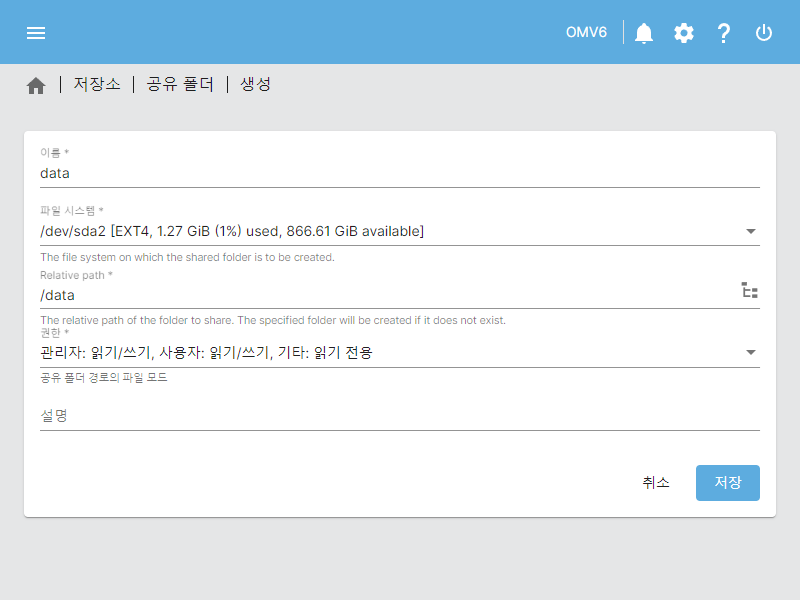 OMV6
저장소 | 공유 폴더 | 생성
이름 *
data
파일 시스템 *
/dev/sda2 [EXT4, 1.27 GiB (1%) used, 866.61 GiB available]
The file system on which the shared folder is to be created.
Relative path *
/data
The relative path of the folder to share. The specified folder will be created if it does not exist.
권한 *
관리자: 읽기/쓰기, 사용자: 읽기/쓰기, 기타: 읽기 전용
공유 폴더 경로의 파일 모드
설명
취소 저장